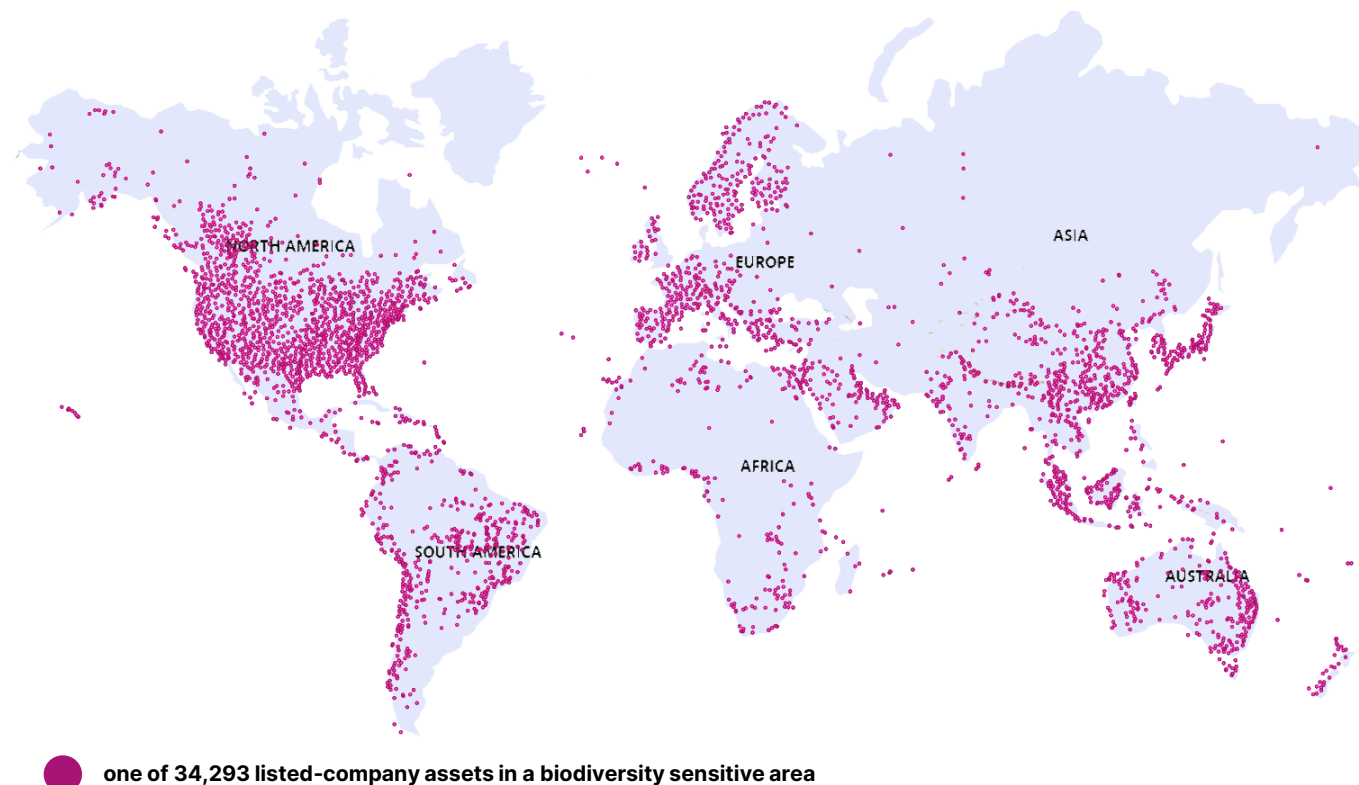 ASIA
NORTH AMERICA
EUROPE
AFRICA
SOUTH AMERICA
AUSTRALIA
one of 34,293 listed-company assets in a biodiversity sensitive area